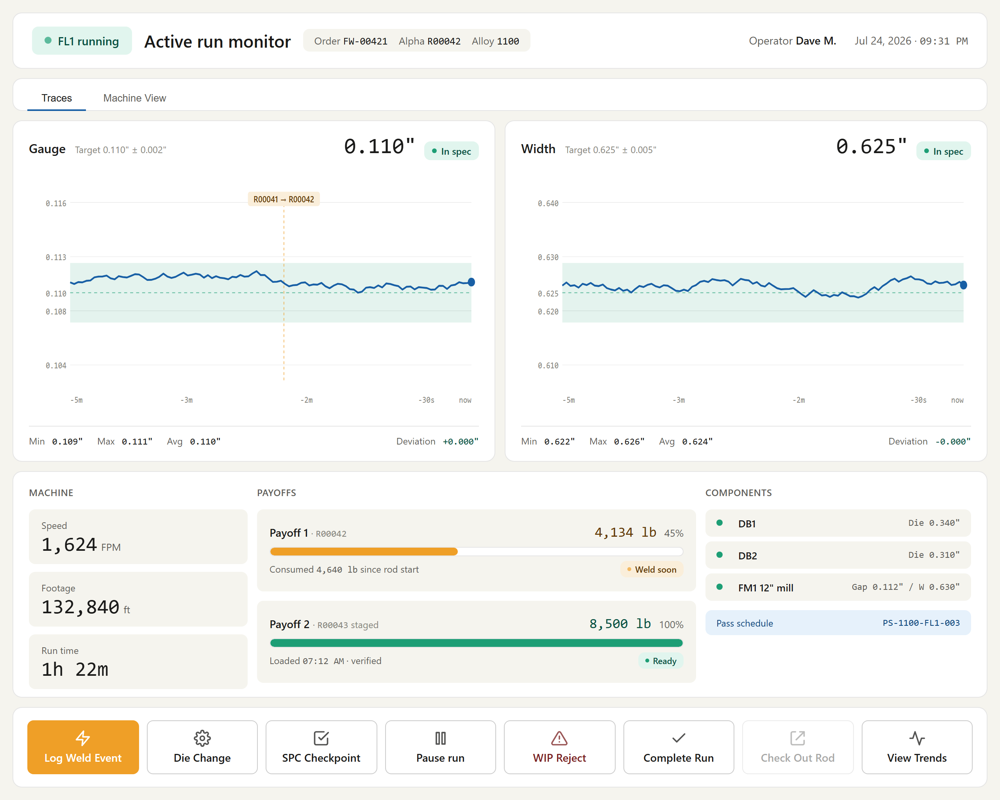 FL1 running
Active run monitor
Order FW-00421 Alpha R00042 Alloy 1100
Operator Dave M.
Jul 24, 2026 · 09:31 PM
Traces
Machine View
Gauge Target 0.110" ± 0.002"
0.110"
In spec
R00041 → R00042
0.116
0.113
0.110
0.108
0.104
-5m -3m -2m -30s now
Min 0.109" Max 0.111" Avg 0.110"
Deviation +0.000"
Width Target 0.625" ± 0.005"
0.625"
In spec
0.640
0.630
0.625
0.620
0.610
-5m -3m -2m -30s now
Min 0.622" Max 0.626" Avg 0.624"
Deviation -0.000"
MACHINE
Speed
1,624 FPM
Footage
132,840 ft
Run time
1h 22m
PAYOFFS
Payoff 1 · R00042
4,134 lb 45%
Consumed 4,640 lb since rod start
Weld soon
Payoff 2 · R00043 staged
8,500 lb 100%
Loaded 07:12 AM · verified
Ready
COMPONENTS
DB1 Die 0.340"
DB2 Die 0.310"
FM1 12" mill Gap 0.112" / W 0.630"
Pass schedule PS-1100-FL1-003
Log Weld Event
Die Change
SPC Checkpoint
Pause run
WIP Reject
Complete Run
Check Out Rod
View Trends